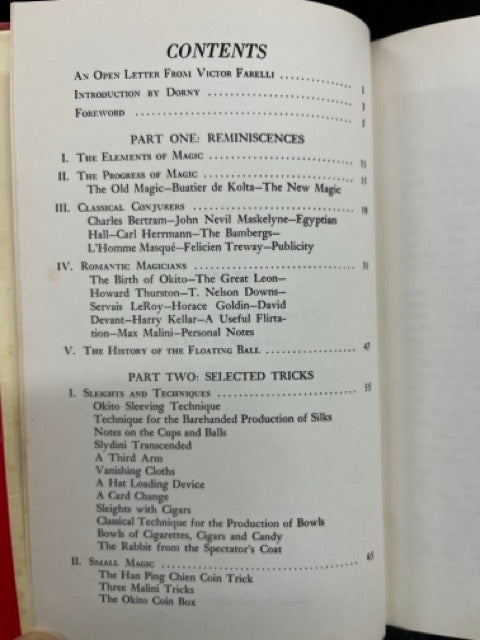 CONTENTS
AN OPEN LETTER FROM VICTOR FARELLI .......... 1
INTRODUCTION BY DORNY .......... 3
FOREWORD .......... 5
PART ONE: REMINISCENCES
I. THE ELEMENTS OF MAGIC ..........
II. THE PROGRESS OF MAGIC ..........
The Old Magic—Buatier de Kolta—The New Magic
III. CLASSICAL CONJURERS .......... 19
Charles Bertram—John Nevil Maskelyne—Egyptian
Hall—Carl Herrmann—The Bambergs—
L'Homme Masqué—Felicien Treway—Publicity
IV. ROMANTIC MAGICIANS .......... 31
The Birth of Okito—The Great Leon—
Howard Thurston—T. Nelson Downs—
Servais LeRoy—Horace Goldin—David
Devant—Harry Kellar—A Useful Flirta-
tion—Max Malini—Personal Notes
V. THE HISTORY OF THE FLOATING BALL .......... 47
PART TWO: SELECTED TRICKS
I. SLEIGHTS AND TECHNIQUES .......... 55
Okito Sleeving Technique
Technique for the Barehanded Production of Silks
Notes on the Cups and Balls
Slydini Transcended
A Third Arm
Vanishing Cloths
A Hat Loading Device
A Card Change
Sleights with Cigars
Classical Technique for the Production of Bowls
Bowls of Cigarettes, Cigars and Candy
The Rabbit from the Spectator's Coat
II. SMALL MAGIC .......... 65
The Han Ping Chien Coin Trick
Three Malini Tricks
The Okito Coin Box